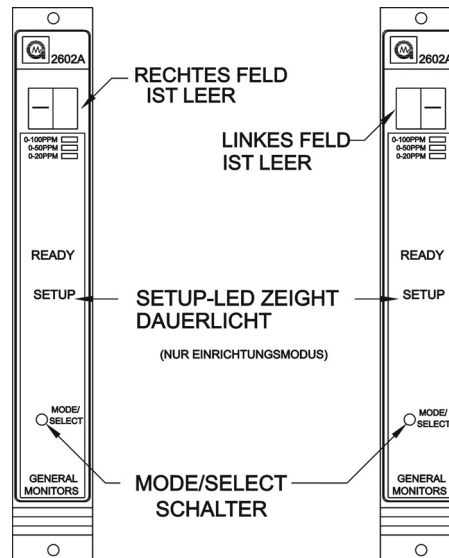 2602A
RECHTES FELD
IST LEER
0-100PPM
0-50PPM
0-20PPM
READY
SETUP
MODE/
SELECT
GENERAL
MONITORS
LINKES FELD
IST LEER
SETUP-LED ZEIGHT
DAUERLICHT
(NUR EINRICHTUNGSMODUS)
MODE/SELECT
SCHALTER
2602A
0-100PPM
0-50PPM
0-20PPM
READY
SETUP
MODE/
SELECT
GENERAL
MONITORS